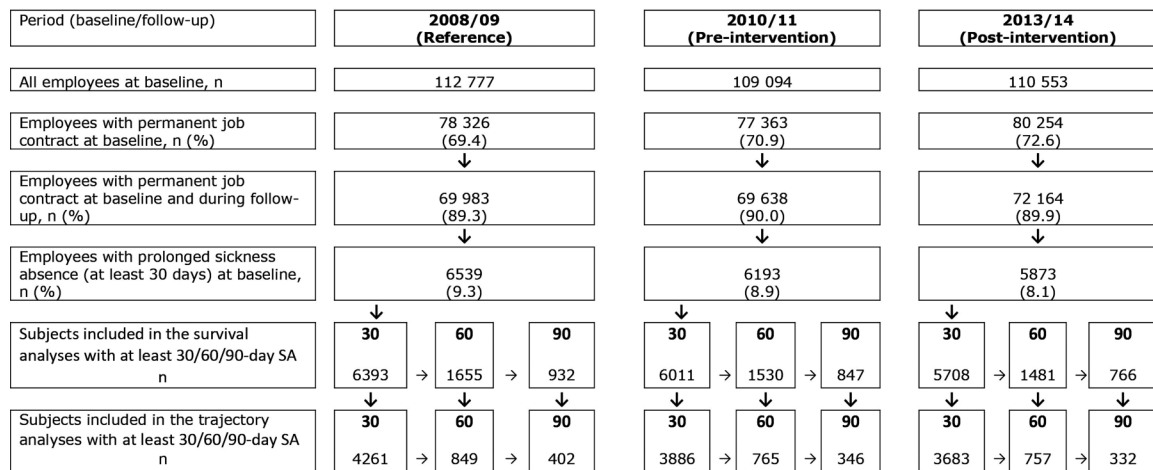 Period (baseline/follow-up)
2008/09
(Reference)
2010/11
(Pre-intervention)
2013/14
(Post-intervention)
All employees at baseline, n
112 777
109 094
110 553
Employees with permanent job
contract at baseline, n (%)
78 326
(69.4)
77 363
(70.9)
80 254
(72.6)
Employees with permanent job
contract at baseline and during follow-
up, n (%)
69 983
(89.3)
69 638
(90.0)
72 164
(89.9)
Employees with prolonged sickness
absence (at least 30 days) at baseline,
n (%)
6539
(9.3)
6193
(8.9)
5873
(8.1)
Subjects included in the survival
analyses with at least 30/60/90-day SA
n
30 60 90
6393 → 1655 → 932
30 60 90
6011 → 1530 → 847
30 60 90
5708 → 1481 → 766
Subjects included in the trajectory
analyses with at least 30/60/90-day SA
n
30 60 90
4261 → 849 → 402
30 60 90
3886 → 765 → 346
30 60 90
3683 → 757 → 332